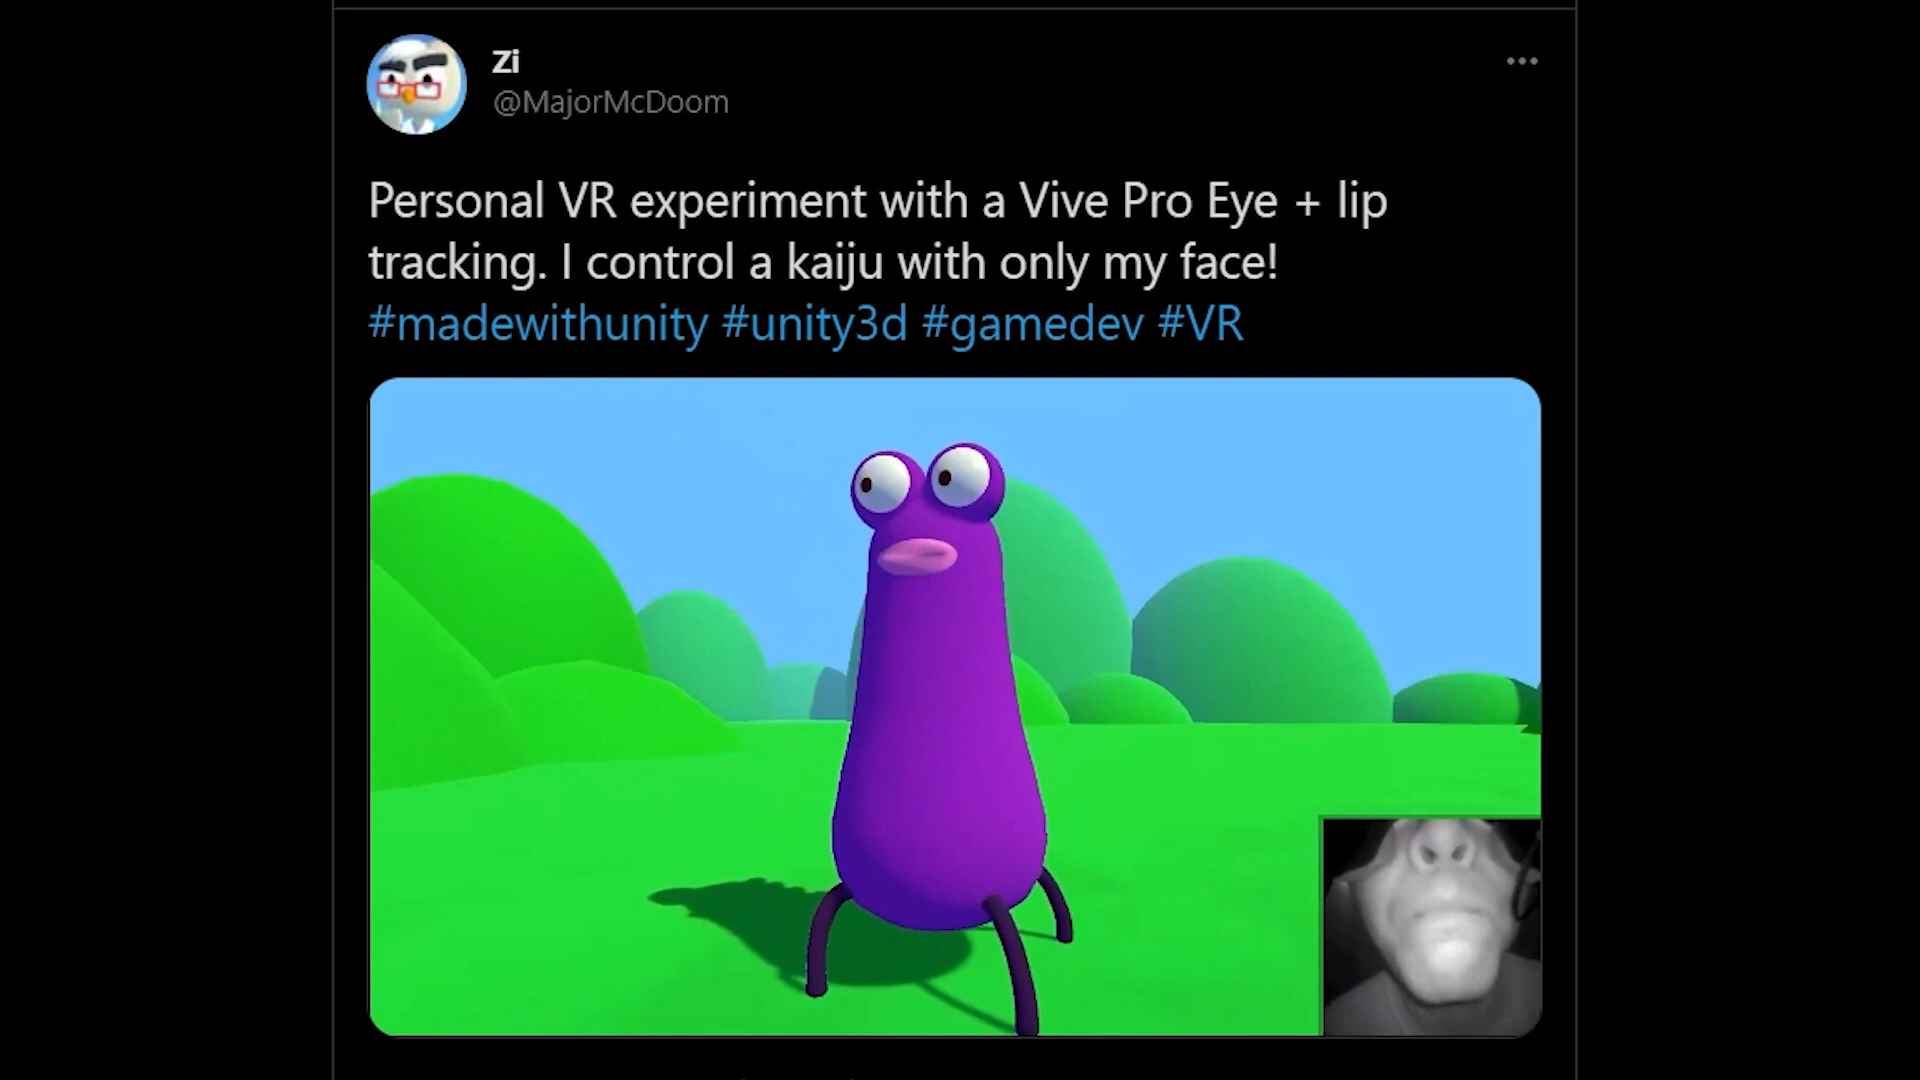 Zi
@MajorMcDoom
Personal VR experiment with a Vive Pro Eye + lip
tracking. I control a kaiju with only my face!
#madewithunity #unity3d #gamedev #VR